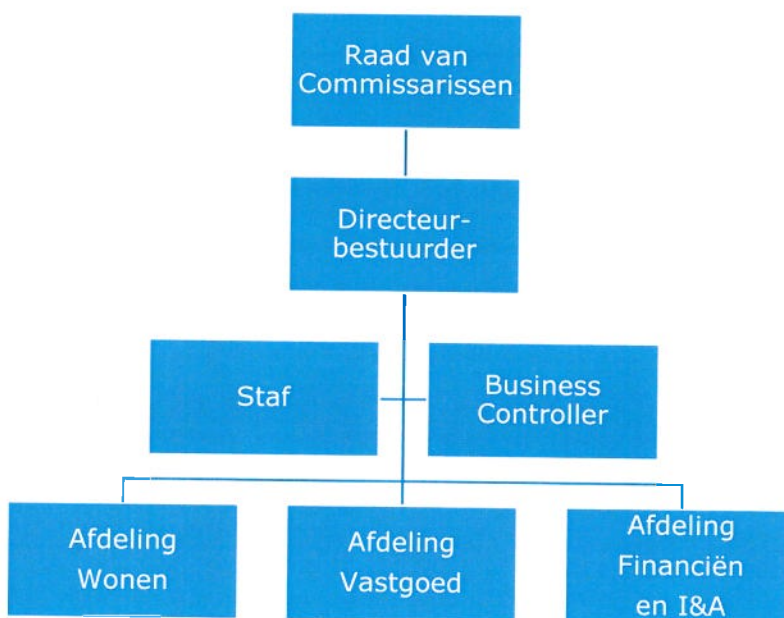 Raad van
Commissarissen
Directeur-
bestuurder
Staf
Business
Controller
Afdeling
Wonen
Afdeling
Vastgoed
Afdeling
Financiën
en I&A